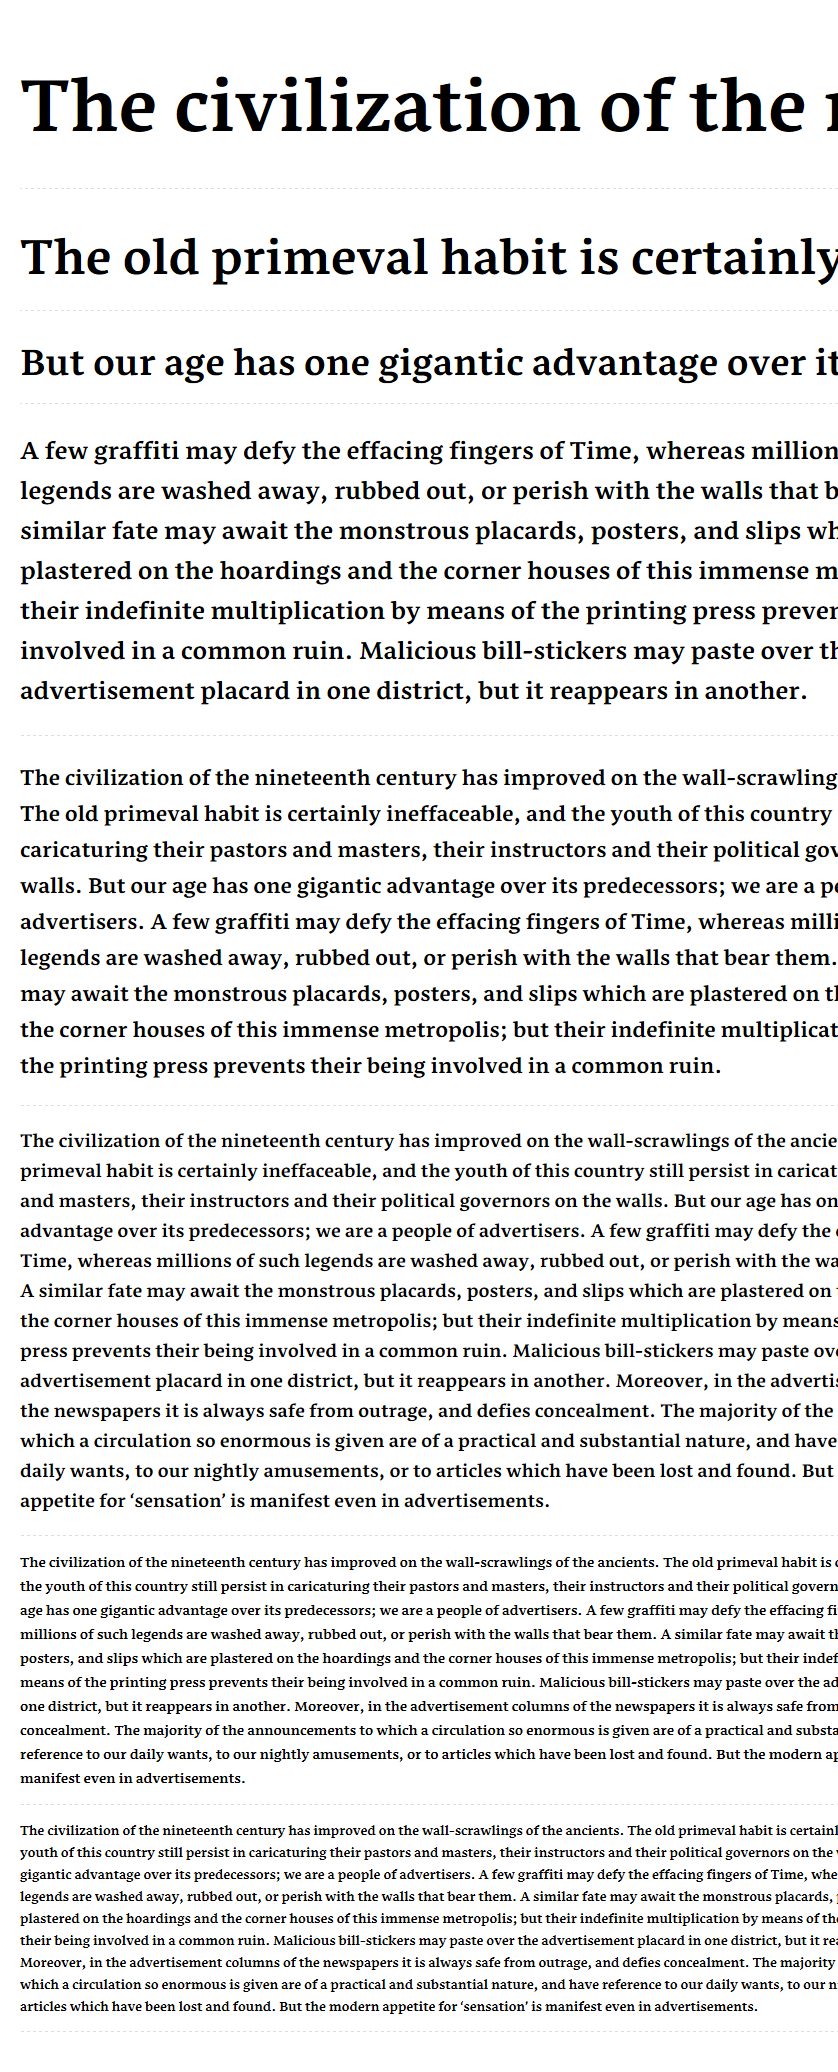 The civilization of the
The old primeval habit is certainly
But our age has one gigantic advantage over
A few graffiti may defy the effacing fingers of Time, whereas million
legends are washed away, rubbed out, or perish with the walls that
similar fate may await the monstrous placards, posters, and slips
plastered on the hoardings and the corner houses of this immense
their indefinite multiplication by means of the printing press
involved in a common ruin. Malicious bill-stickers may paste over
advertisement placard in one district, but it reappears in another.
The civilization of the nineteenth century has improved on the wall-scrawling
The old primeval habit is certainly ineffaceable, and the youth of this country
caricaturing their pastors and masters, their instructors and their political
walls. But our age has one gigantic advantage over its predecessors; we are a
advertisers. A few graffiti may defy the effacing fingers of Time, whereas
legends are washed away, rubbed out, or perish with the walls that bear them.
may await the monstrous placards, posters, and slips which are plastered on
the corner houses of this immense metropolis; but their indefinite
the printing press prevents their being involved in a common ruin.
The civilization of the nineteenth century has improved on the wall-scrawlings of the
primeval habit is certainly ineffaceable, and the youth of this country still persist in
and masters, their instructors and their political governors on the walls. But our age has
advantage over its predecessors; we are a people of advertisers. A few graffiti may defy the
Time, whereas millions of such legends are washed away, rubbed out, or perish with the
A similar fate may await the monstrous placards, posters, and slips which are plastered on
the corner houses of this immense metropolis; but their indefinite multiplication by means
press prevents their being involved in a common ruin. Malicious bill-stickers may paste
advertisement placard in one district, but it reappears in another. Moreover, in the
the newspapers it is always safe from outrage, and defies concealment. The majority of the
which a circulation so enormous is given are of a practical and substantial nature, and have
daily wants, to our nightly amusements, or to articles which have been lost and found. But
appetite for ‘sensation’ is manifest even in advertisements.
The civilization of the nineteenth century has improved on the wall-scrawlings of the ancients. The old primeval habit is
the youth of this country still persist in caricaturing their pastors and masters, their instructors and their political
age has one gigantic advantage over its predecessors; we are a people of advertisers. A few graffiti may defy the effacing
millions of such legends are washed away, rubbed out, or perish with the walls that bear them. A similar fate may await
posters, and slips which are plastered on the hoardings and the corner houses of this immense metropolis; but their
means of the printing press prevents their being involved in a common ruin. Malicious bill-stickers may paste over the
one district, but it reappears in another. Moreover, in the advertisement columns of the newspapers it is always safe from
concealment. The majority of the announcements to which a circulation so enormous is given are of a practical and
reference to our daily wants, to our nightly amusements, or to articles which have been lost and found. But the modern
manifest even in advertisements.
The civilization of the nineteenth century has improved on the wall-scrawlings of the ancients. The old primeval habit is
youth of this country still persist in caricaturing their pastors and masters, their instructors and their political governors on the
gigantic advantage over its predecessors; we are a people of advertisers. A few graffiti may defy the effacing fingers of Time,
legends are washed away, rubbed out, or perish with the walls that bear them. A similar fate may await the monstrous placards,
plastered on the hoardings and the corner houses of this immense metropolis; but their indefinite multiplication by means of
their being involved in a common ruin. Malicious bill-stickers may paste over the advertisement placard in one district, but it
Moreover, in the advertisement columns of the newspapers it is always safe from outrage, and defies concealment. The majority
which a circulation so enormous is given are of a practical and substantial nature, and have reference to our daily wants, to our
articles which have been lost and found. But the modern appetite for ‘sensation’ is manifest even in advertisements.